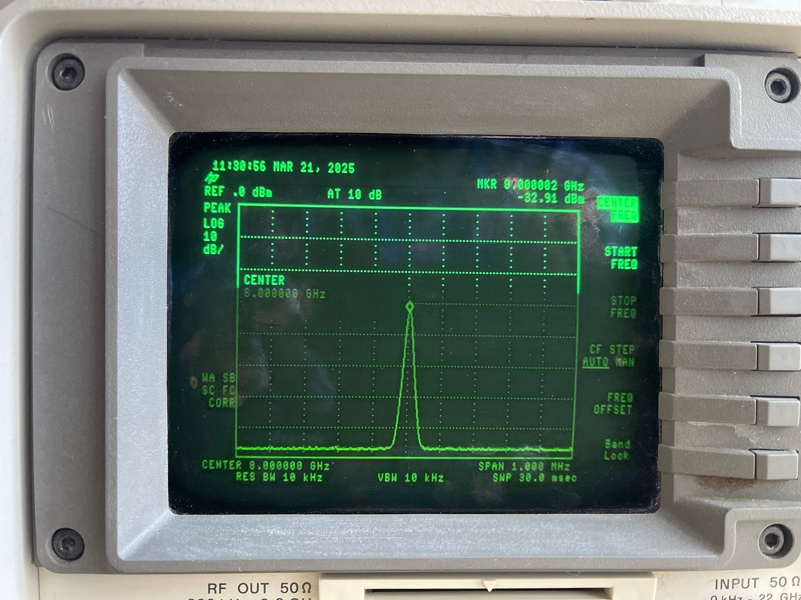 11:30:56 MAR 21, 2025
REF .0 dBm AT 10 dB
MKR 8.000002 GHz
-32.91 dBm
PEAK
LOG
10
dB/
CENTER
8.000000 GHz
WA SB
SC FC
CORR
CENTER 8.000000 GHz SPAN 1.000 MHz
RES BW 10 kHz VBW 10 kHz SWP 30.0 msec
CENTER
FREQ
START
FREQ
STOP
FREQ
CF STEP
AUTO MAN
FREQ
OFFSET
Band
Lock
RF OUT 50Ω
INPUT 50Ω